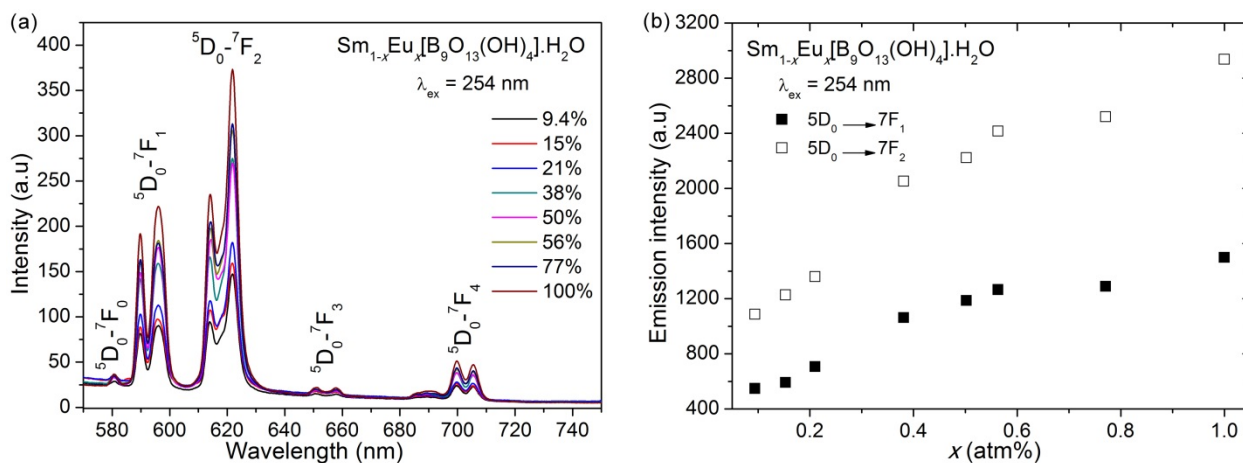 (a)
⁵D₀-⁷F₂
Sm₁₋ₓEuₓ[B₉O₁₃(OH)₄].H₂O
λₑₓ = 254 nm
9.4%
15%
21%
38%
50%
56%
77%
100%
⁵D₀-⁷F₀
⁵D₀-⁷F₁
⁵D₀-⁷F₃
⁵D₀-⁷F₄
Intensity (a.u)
400
350
300
250
200
150
100
50
0
580 600 620 640 660 680 700 720 740
Wavelength (nm)
(b)
Sm₁₋ₓEuₓ[B₉O₁₃(OH)₄].H₂O
λₑₓ = 254 nm
5D₀ → 7F₁
5D₀ → 7F₂
Emission intensity (a.u)
3200
2800
2400
2000
1600
1200
800
400
0.2 0.4 0.6 0.8 1.0
x (atm%)